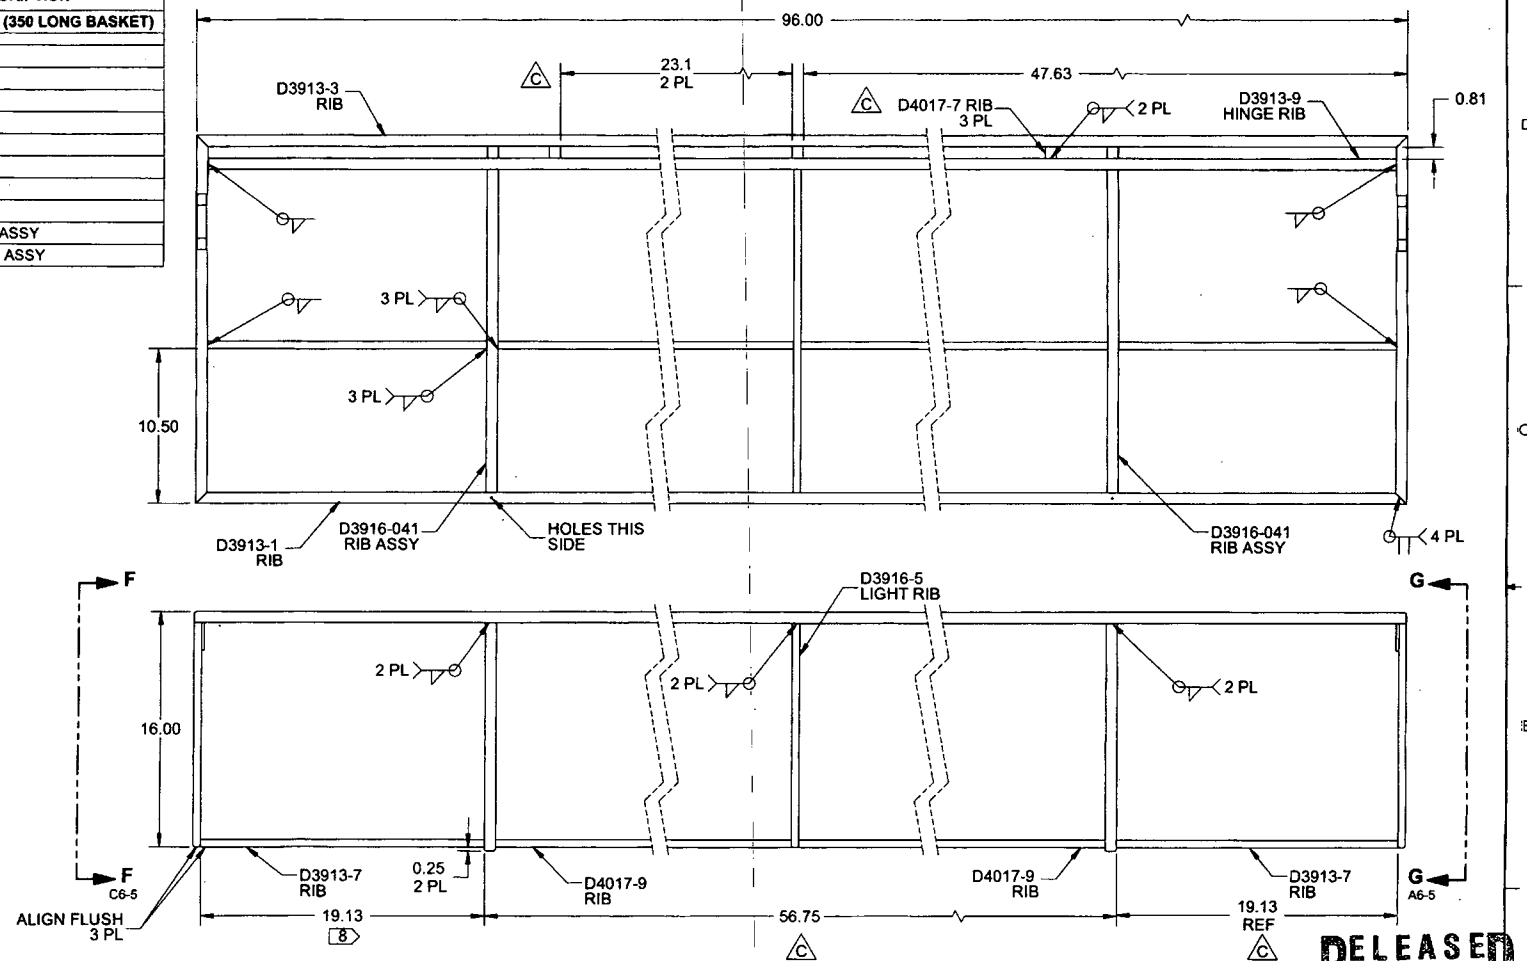 (350 LONG BASKET)
96.00
C
23.1
2 PL
47.63
D3913-3
RIB
C
D4017-7 RIB
3 PL
2 PL
D3913-9
HINGE RIB
0.81
ASSY
ASSY
3 PL
3 PL
10.50
D3913-1
RIB
D3916-041
RIB ASSY
HOLES THIS
SIDE
D3916-041
RIB ASSY
4 PL
F
D3916-5
LIGHT RIB
G
2 PL
2 PL
2 PL
16.00
F
C6-5
D3913-7
RIB
0.25
2 PL
D4017-9
RIB
D4017-9
RIB
D3913-7
RIB
G
A6-5
ALIGN FLUSH
3 PL
19.13
8
56.75
C
19.13
REF
C